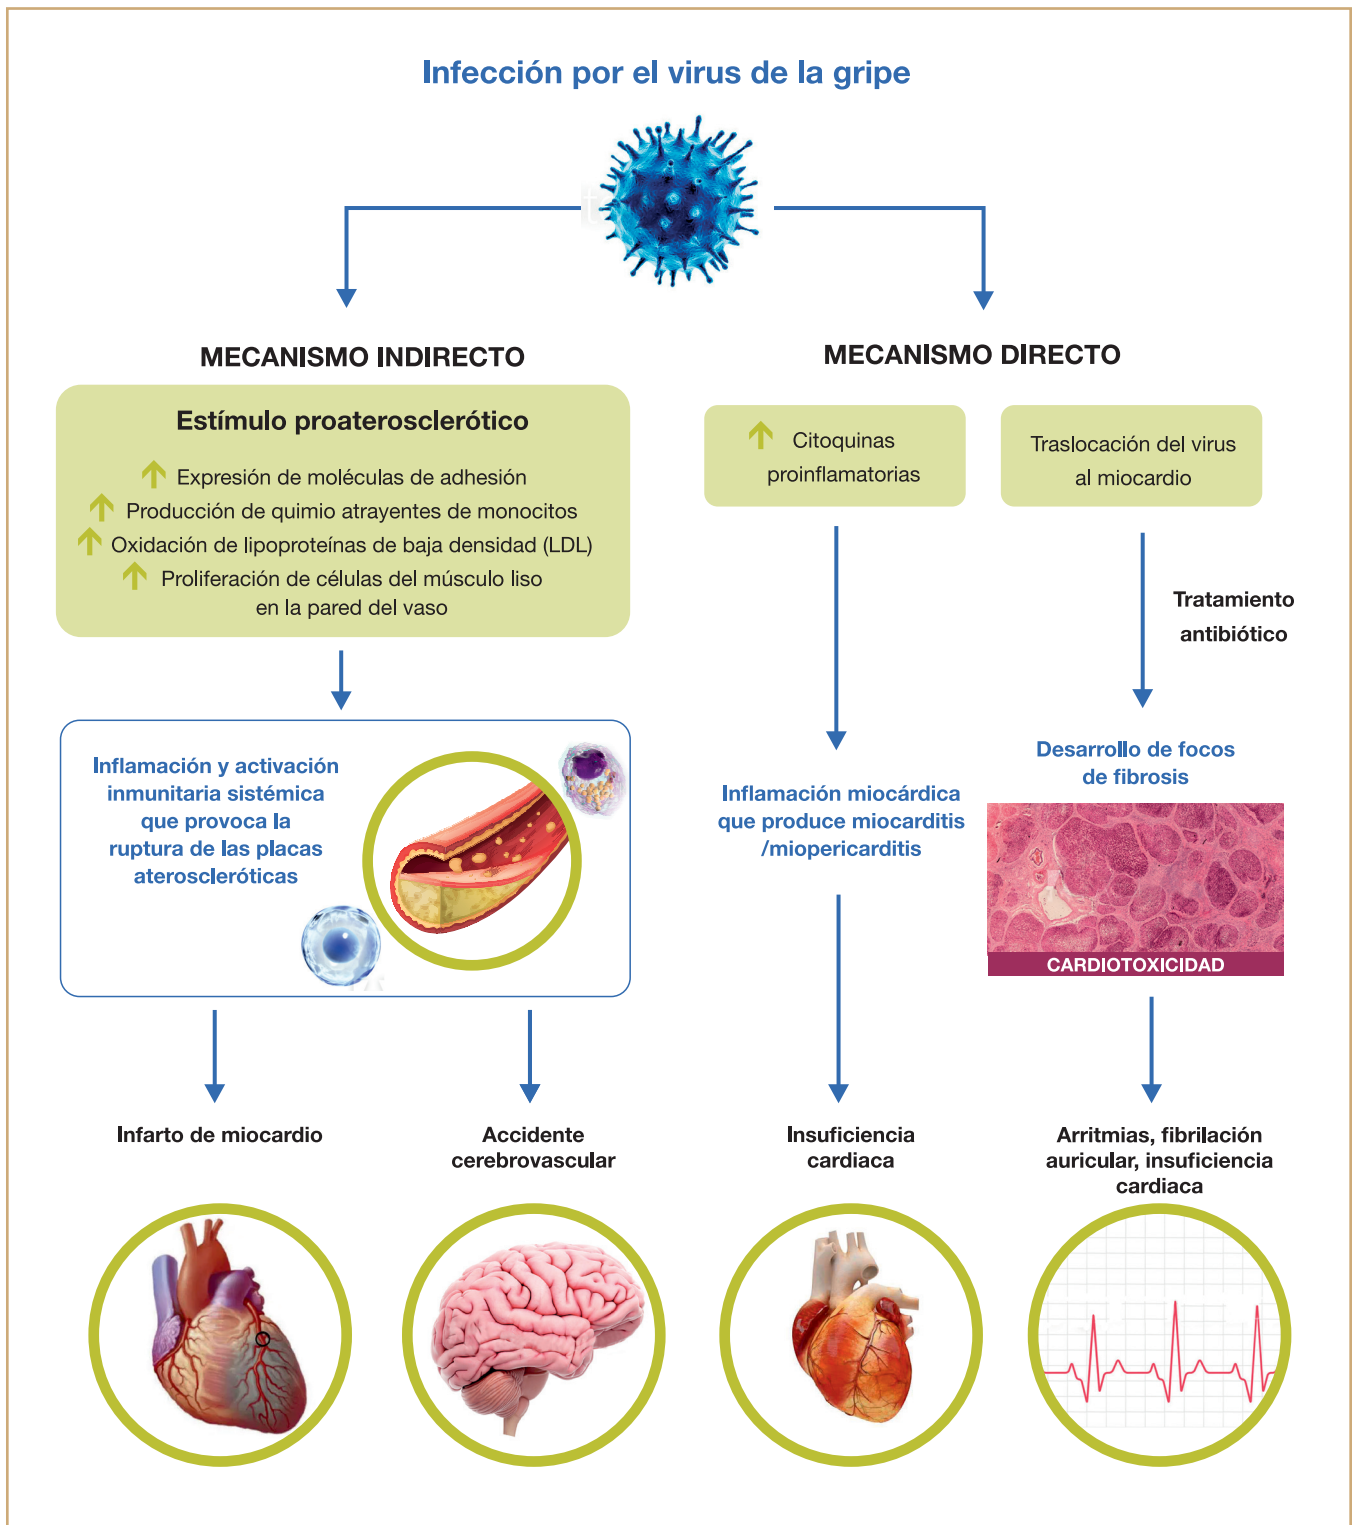 Infección por el virus de la gripe
MECANISMO INDIRECTO
Estímulo proaterosclerótico
Expresión de moléculas de adhesión
Producción de quimio atrayentes de monocitos
Oxidación de lipoproteínas de baja densidad (LDL)
Proliferación de células del músculo liso
en la pared del vaso
Inflamación y activación
inmunitaria sistémica
que provoca la
ruptura de las placas
ateroscleróticas
Infarto de miocardio
Accidente
cerebrovascular
MECANISMO DIRECTO
Citoquinas
proinflamatorias
Inflamación miocárdica
que produce miocarditis
/miopericarditis
Insuficiencia
cardiaca
Traslocación del virus
al miocardio
Tratamiento
antibiótico
Desarrollo de focos
de fibrosis
CARDIOTOXICIDAD
Arritmias, fibrilación
auricular, insuficiencia
cardiaca